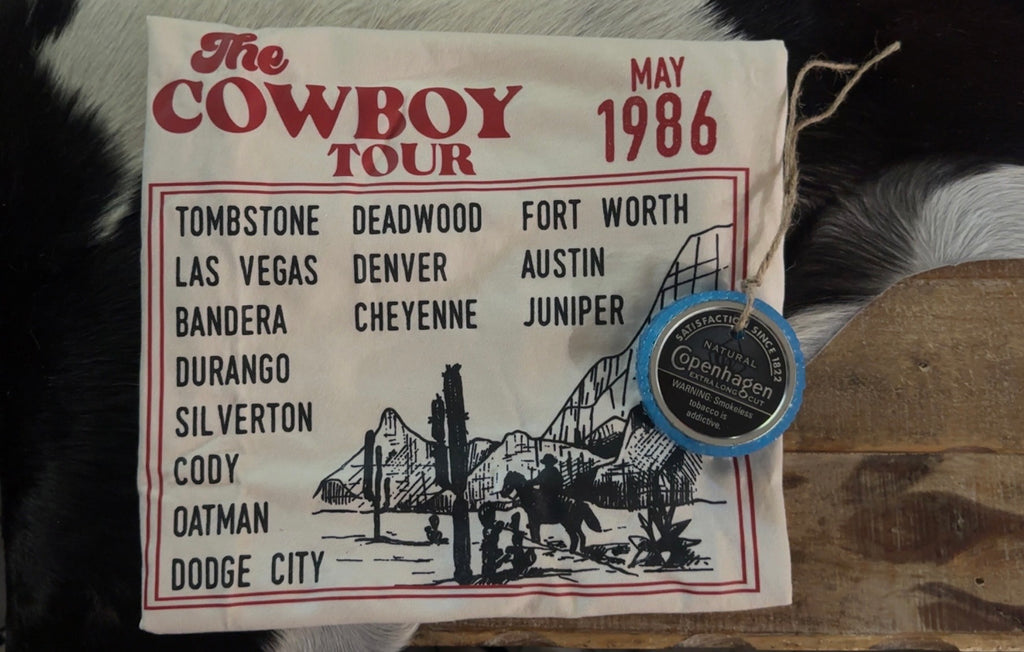 The
COWBOY
TOUR
MAY
1986
TOMBSTONE DEADWOOD FORT WORTH
LAS VEGAS DENVER AUSTIN
BANDERA CHEYENNE JUNIPER
DURANGO
SILVERTON
CODY
OATMAN
DODGE CITY
SATISFACTION SINCE 1822
NATURAL
Copenhagen
EXTRA LONG CUT
WARNING: Smokeless
tobacco is
addictive.